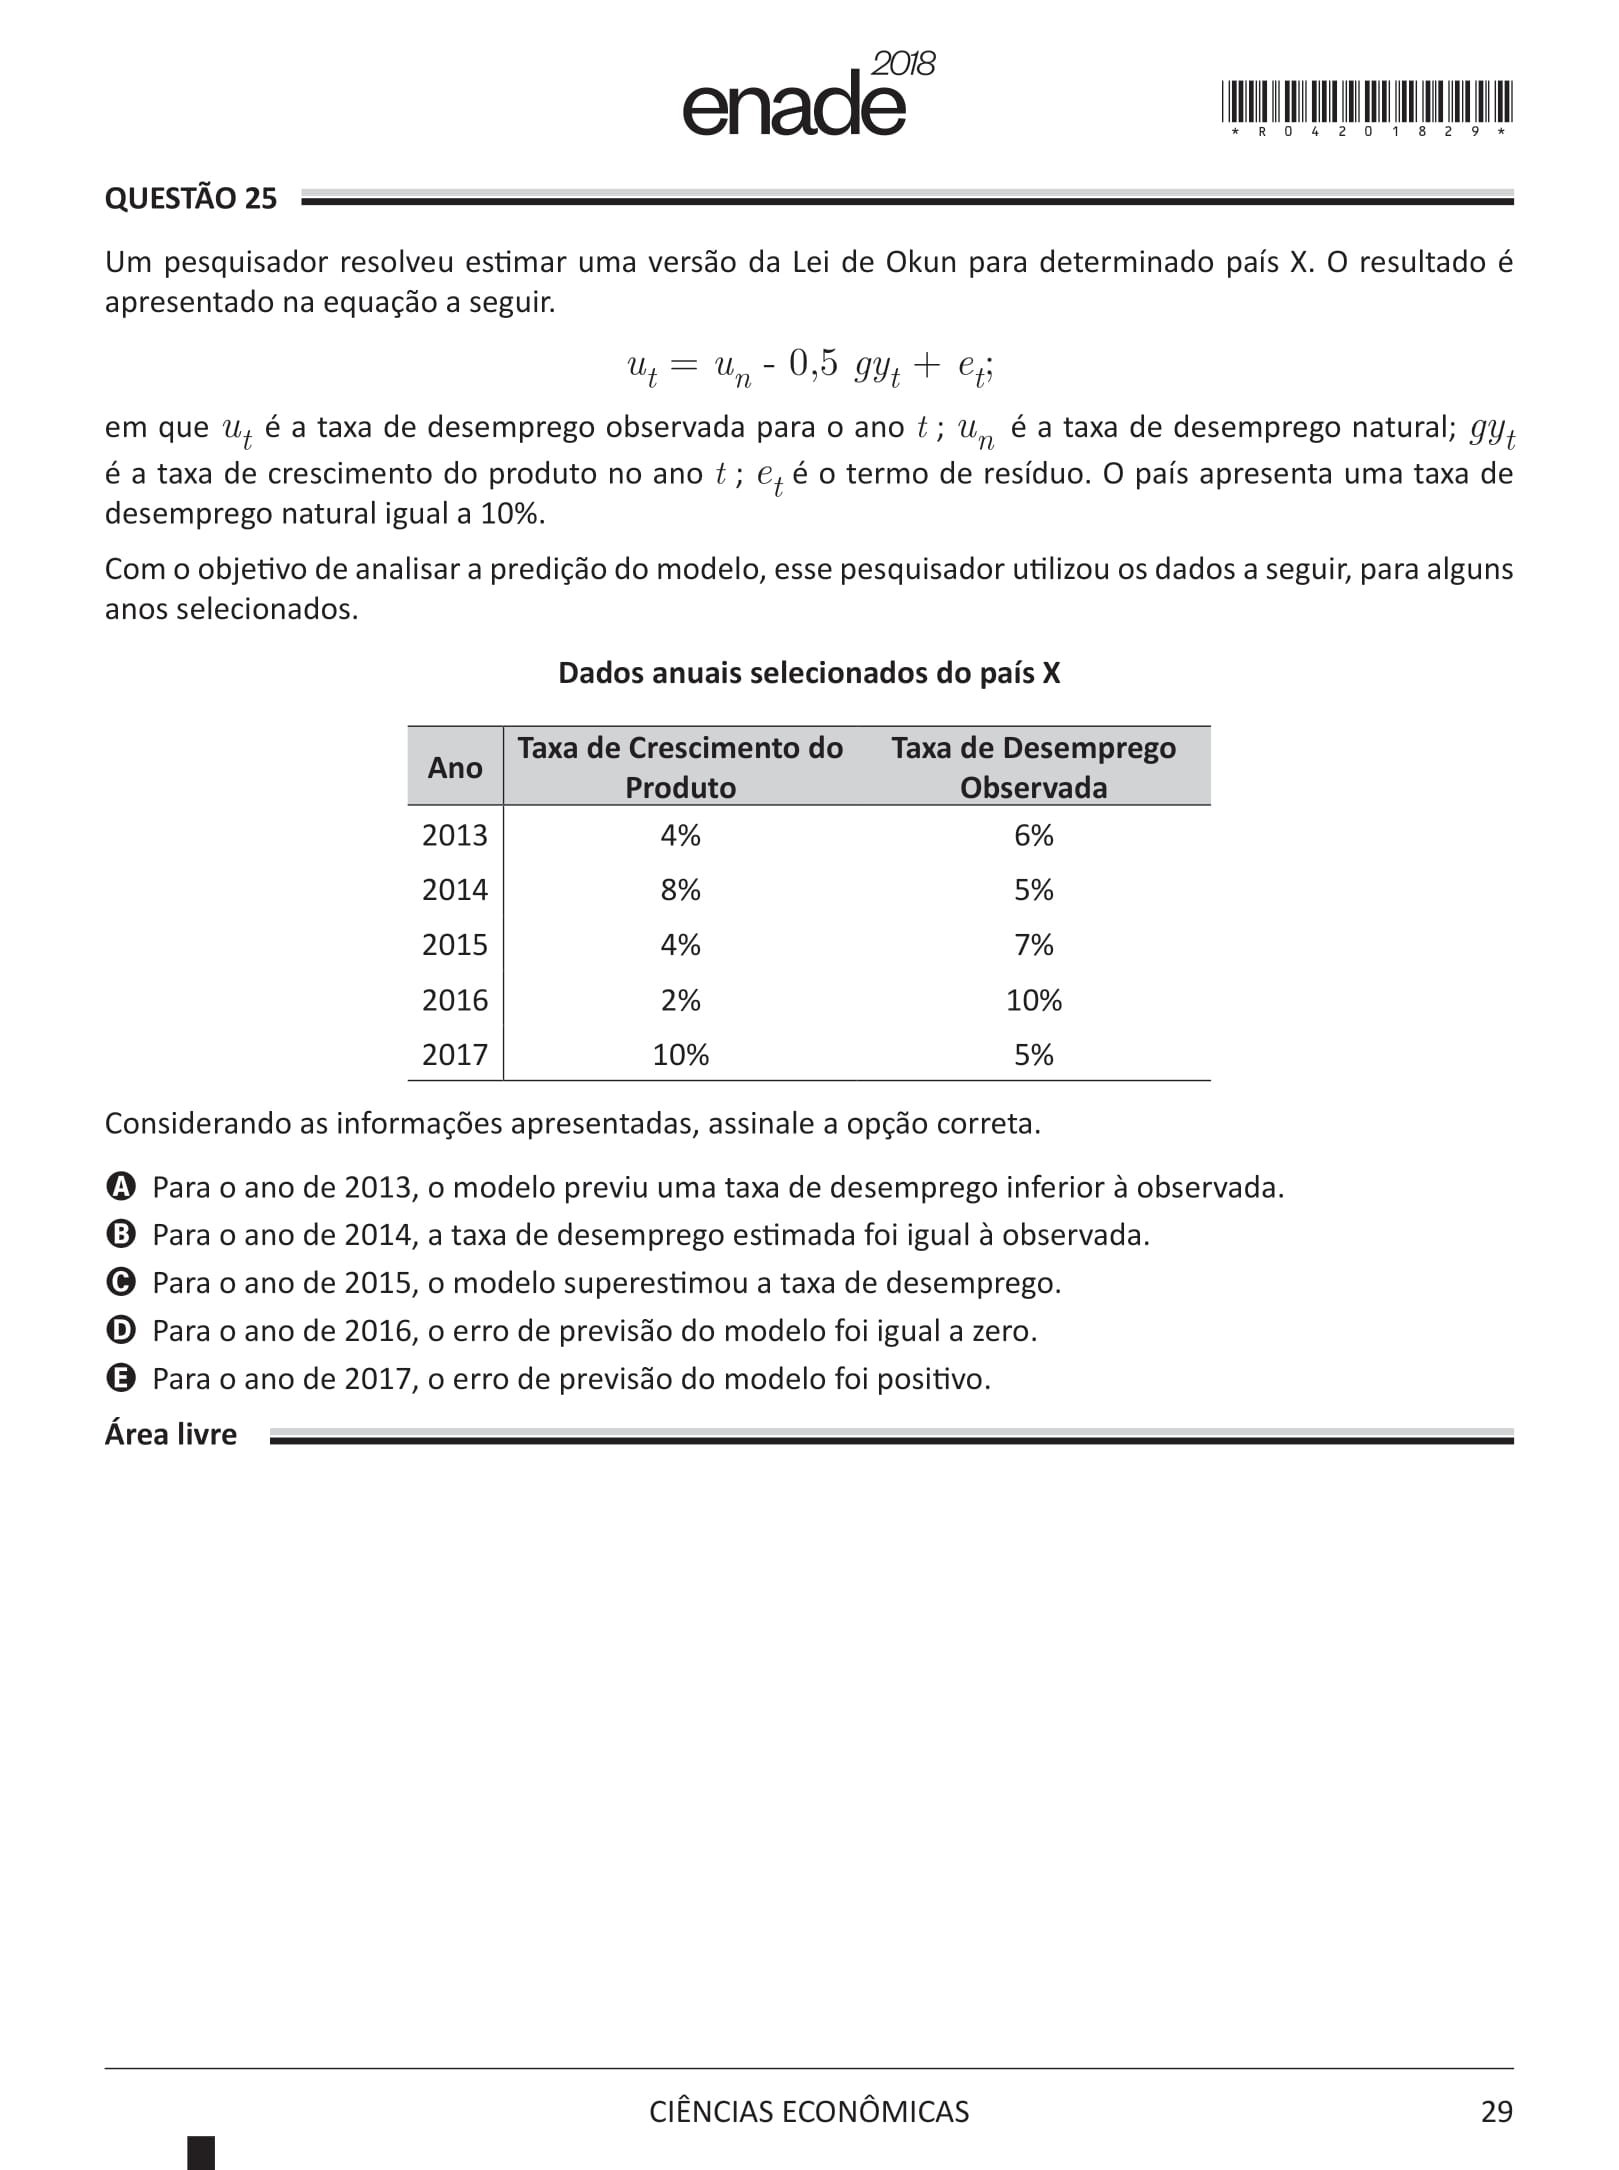 enade 2018
* R 0 4 2 0 1 8 2 9 *
QUESTÃO 25
Um pesquisador resolveu estimar uma versão da Lei de Okun para determinado país X. O resultado é
apresentado na equação a seguir.
u_t = u_n - 0,5 gy_t + e_t;
em que u_t é a taxa de desemprego observada para o ano t ; u_n é a taxa de desemprego natural; gy_t
é a taxa de crescimento do produto no ano t ; e_t é o termo de resíduo. O país apresenta uma taxa de
desemprego natural igual a 10%.
Com o objetivo de analisar a predição do modelo, esse pesquisador utilizou os dados a seguir, para alguns
anos selecionados.
Dados anuais selecionados do país X
Ano Taxa de Crescimento do Produto Taxa de Desemprego Observada
2013 4% 6%
2014 8% 5%
2015 4% 7%
2016 2% 10%
2017 10% 5%
Considerando as informações apresentadas, assinale a opção correta.
A Para o ano de 2013, o modelo previu uma taxa de desemprego inferior à observada.
B Para o ano de 2014, a taxa de desemprego estimada foi igual à observada.
C Para o ano de 2015, o modelo superestimou a taxa de desemprego.
D Para o ano de 2016, o erro de previsão do modelo foi igual a zero.
E Para o ano de 2017, o erro de previsão do modelo foi positivo.
Área livre
CIÊNCIAS ECONÔMICAS
29